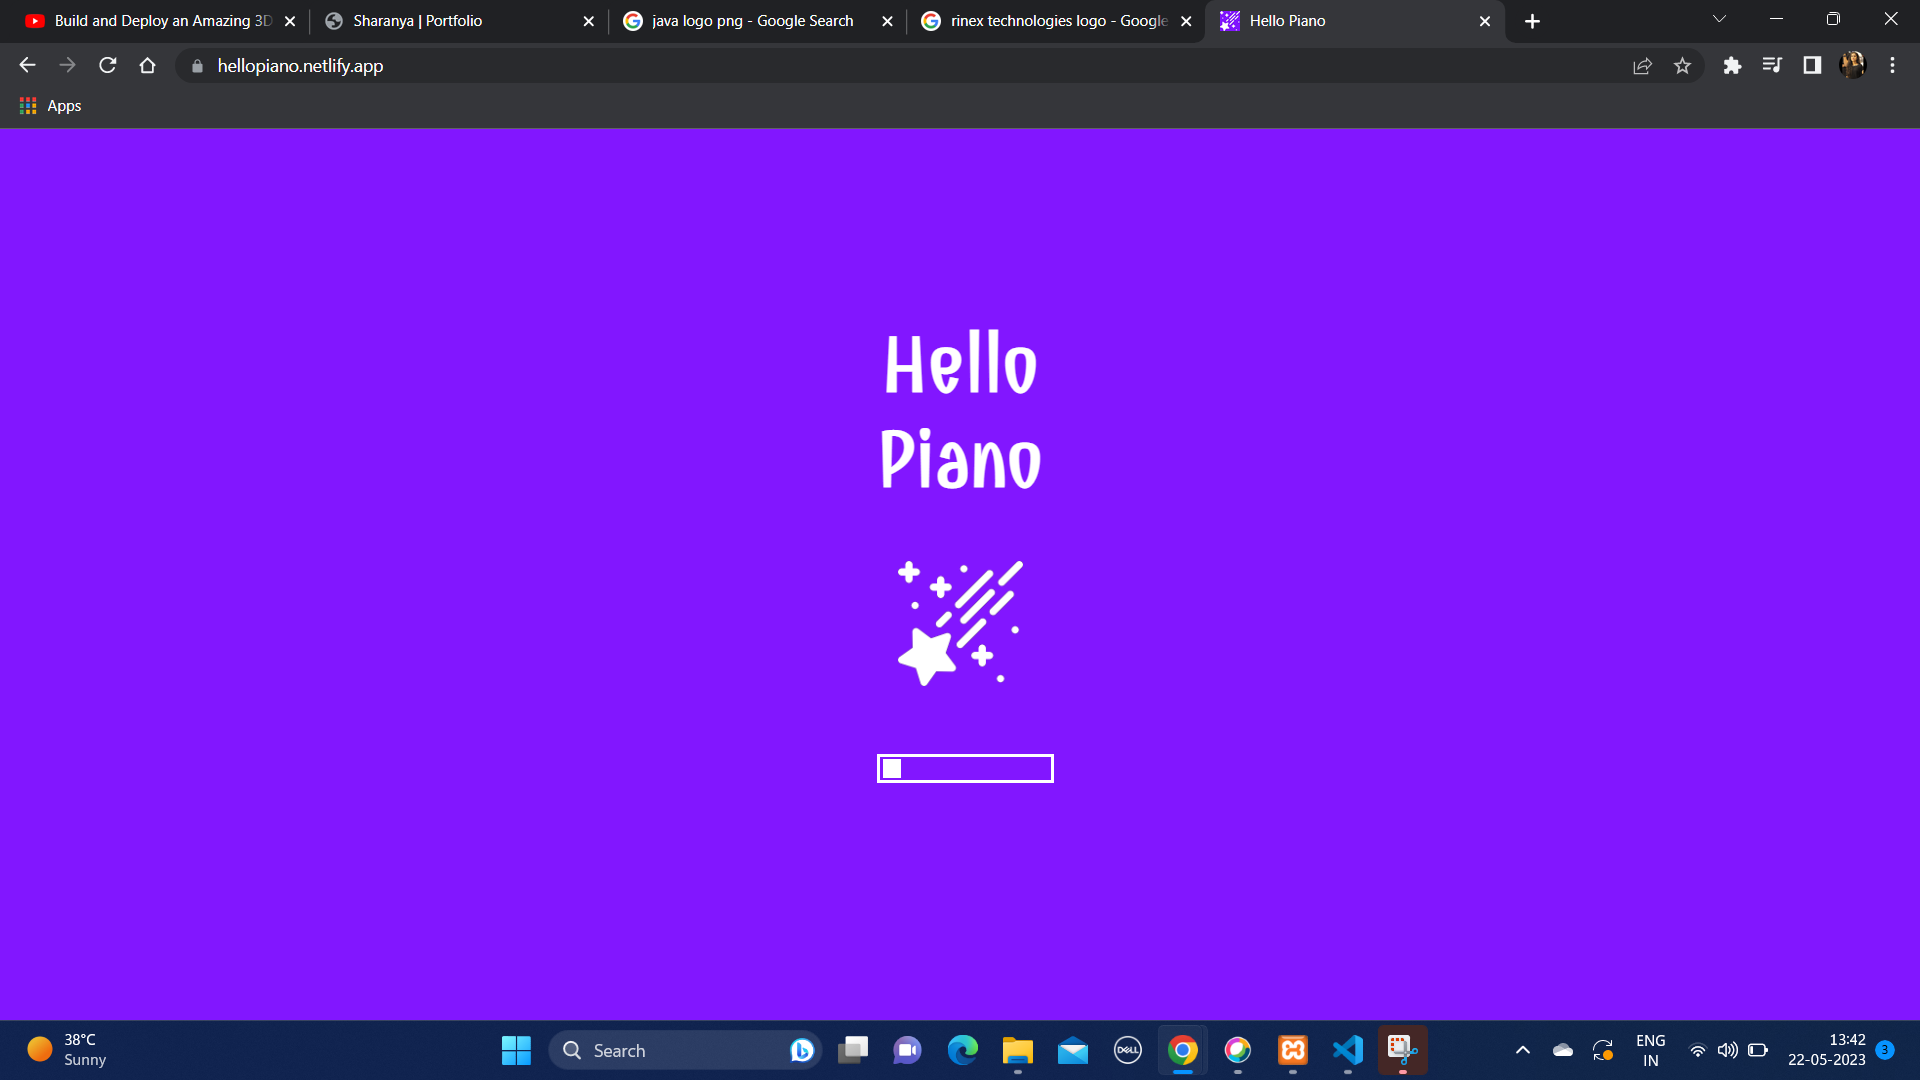 Build and Deploy an Amazing 3D
Sharanya | Portfolio
java logo png - Google Search
rinex technologies logo - Google
Hello Piano
hellopiano.netlify.app
Apps
Hello
Piano
38°C
Sunny
Search
DELL
ENG
IN
13:42
22-05-2023
3